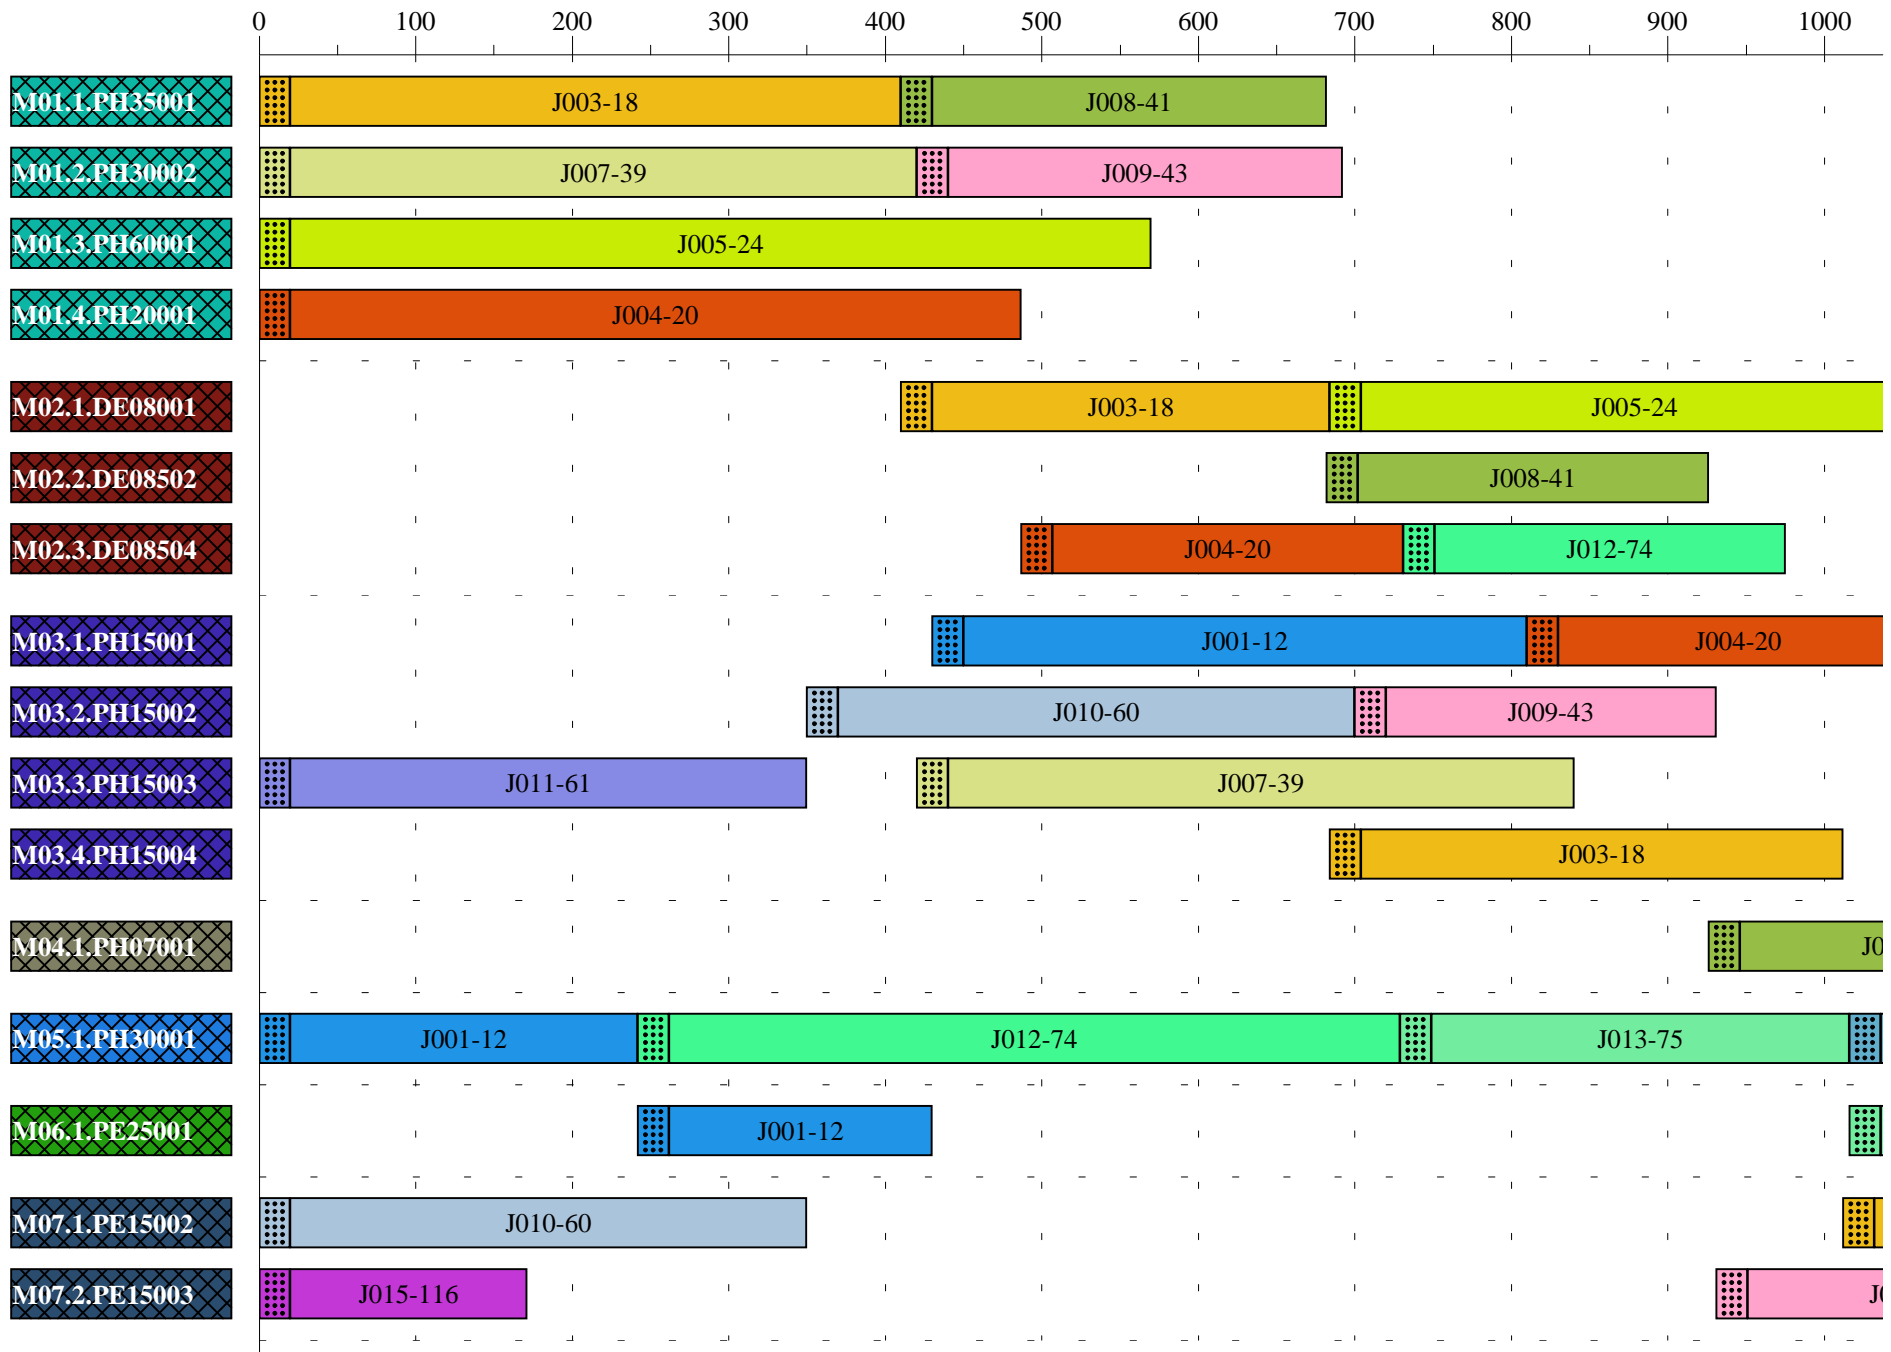 0 100 200 300 400 500 600 700 800 900 1000
M01.1.PH35001 J003-18 J008-41
M01.2.PH30002 J007-39 J009-43
M01.3.PH60001 J005-24
M01.4.PH20001 J004-20
M02.1.DE08001 J003-18 J005-24
M02.2.DE08502 J008-41
M02.3.DE08504 J004-20 J012-74
M03.1.PH15001 J001-12 J004-20
M03.2.PH15002 J010-60 J009-43
M03.3.PH15003 J011-61 J007-39
M03.4.PH15004 J003-18
M04.1.PH07001 J0
M05.1.PH30001 J001-12 J012-74 J013-75
M06.1.PE25001 J001-12
M07.1.PE15002 J010-60
M07.2.PE15003 J015-116 J0